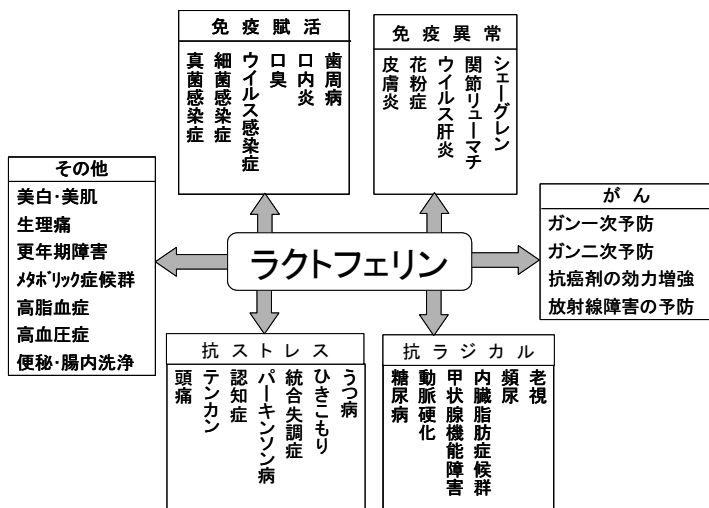 免疫賦活
歯周病
口内炎
口臭
ウイルス感染症
細菌感染症
真菌感染症
免疫異常
シェーグレン
関節リューマチ
ウイルス肝炎
花粉症
皮膚炎
その他
美白･美肌
生理痛
更年期障害
ﾒﾀﾎﾞﾘｯｸ症候群
高脂血症
高血圧症
便秘･腸内洗浄
ラクトフェリン
がん
ガン一次予防
ガン二次予防
抗癌剤の効力増強
放射線障害の予防
抗ストレス
うつ病
ひきこもり
統合失調症
パーキンソン病
認知症
テンカン
頭痛
抗ラジカル
老視
頻尿
内臓脂肪症候群
甲状腺機能障害
動脈硬化
糖尿病